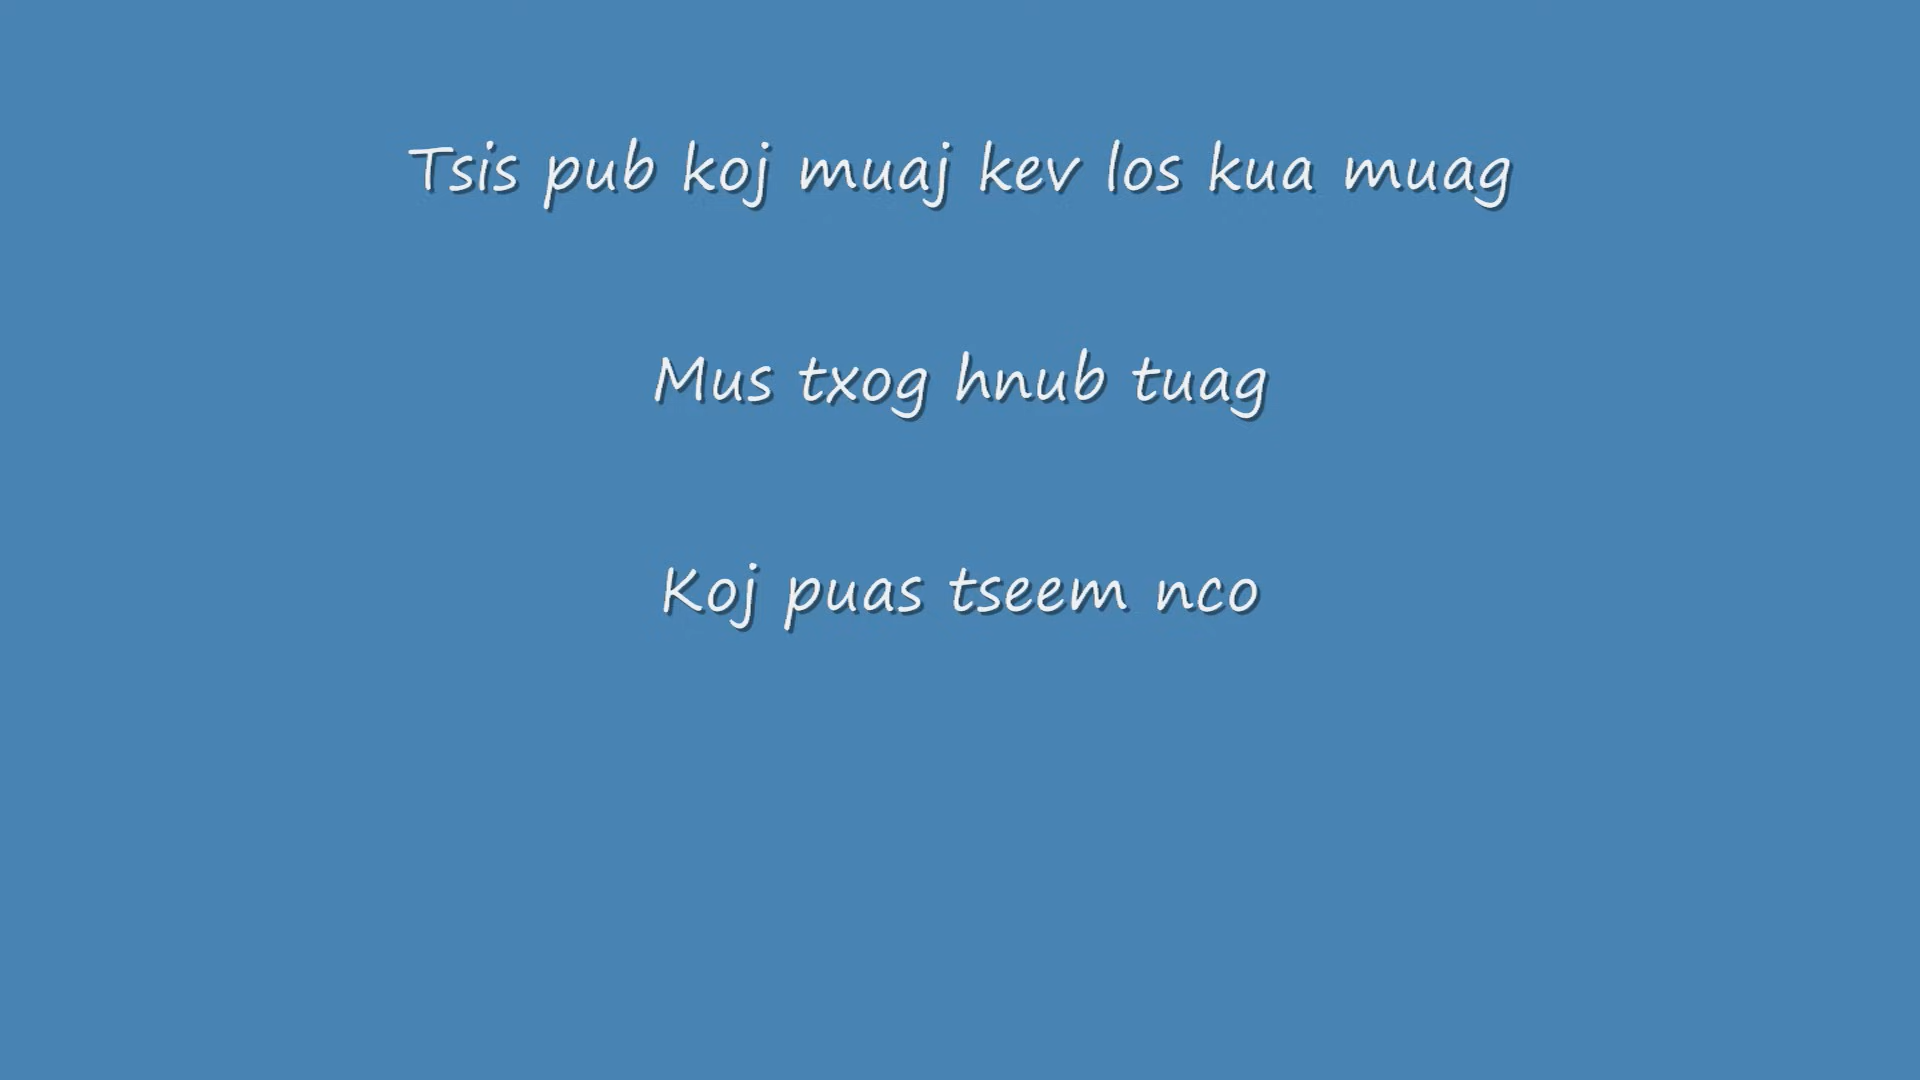 Tsis pub koj muaj kev los kua muag
Mus txog hnub tuag
Koj puas tseem nco